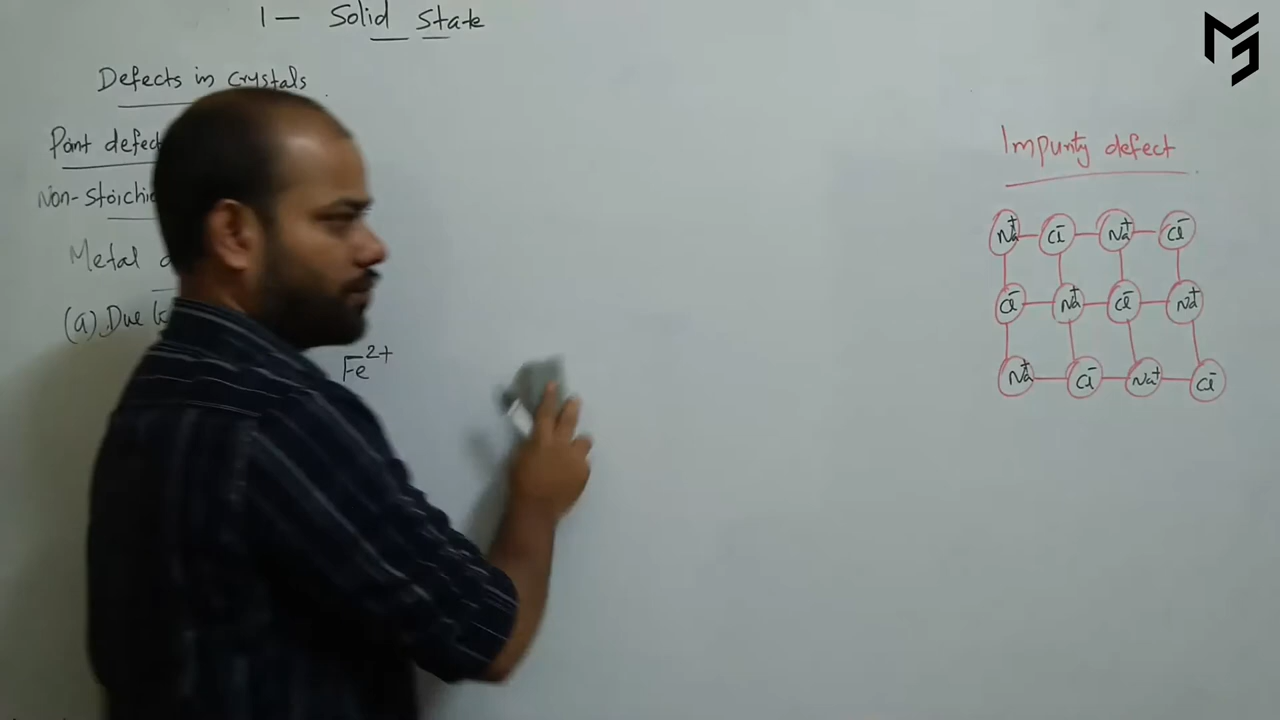 1 — Solid State
Defects in crystals
Point defect
Non-stoichio
Metal d
(a) Due t
Fe²⁺
Impurity defect
Na⁺ Cl⁻ Na⁺ Cl⁻
Cl⁻ Na⁺ Cl⁻ Na⁺
Na⁺ Cl⁻ Na⁺ Cl⁻